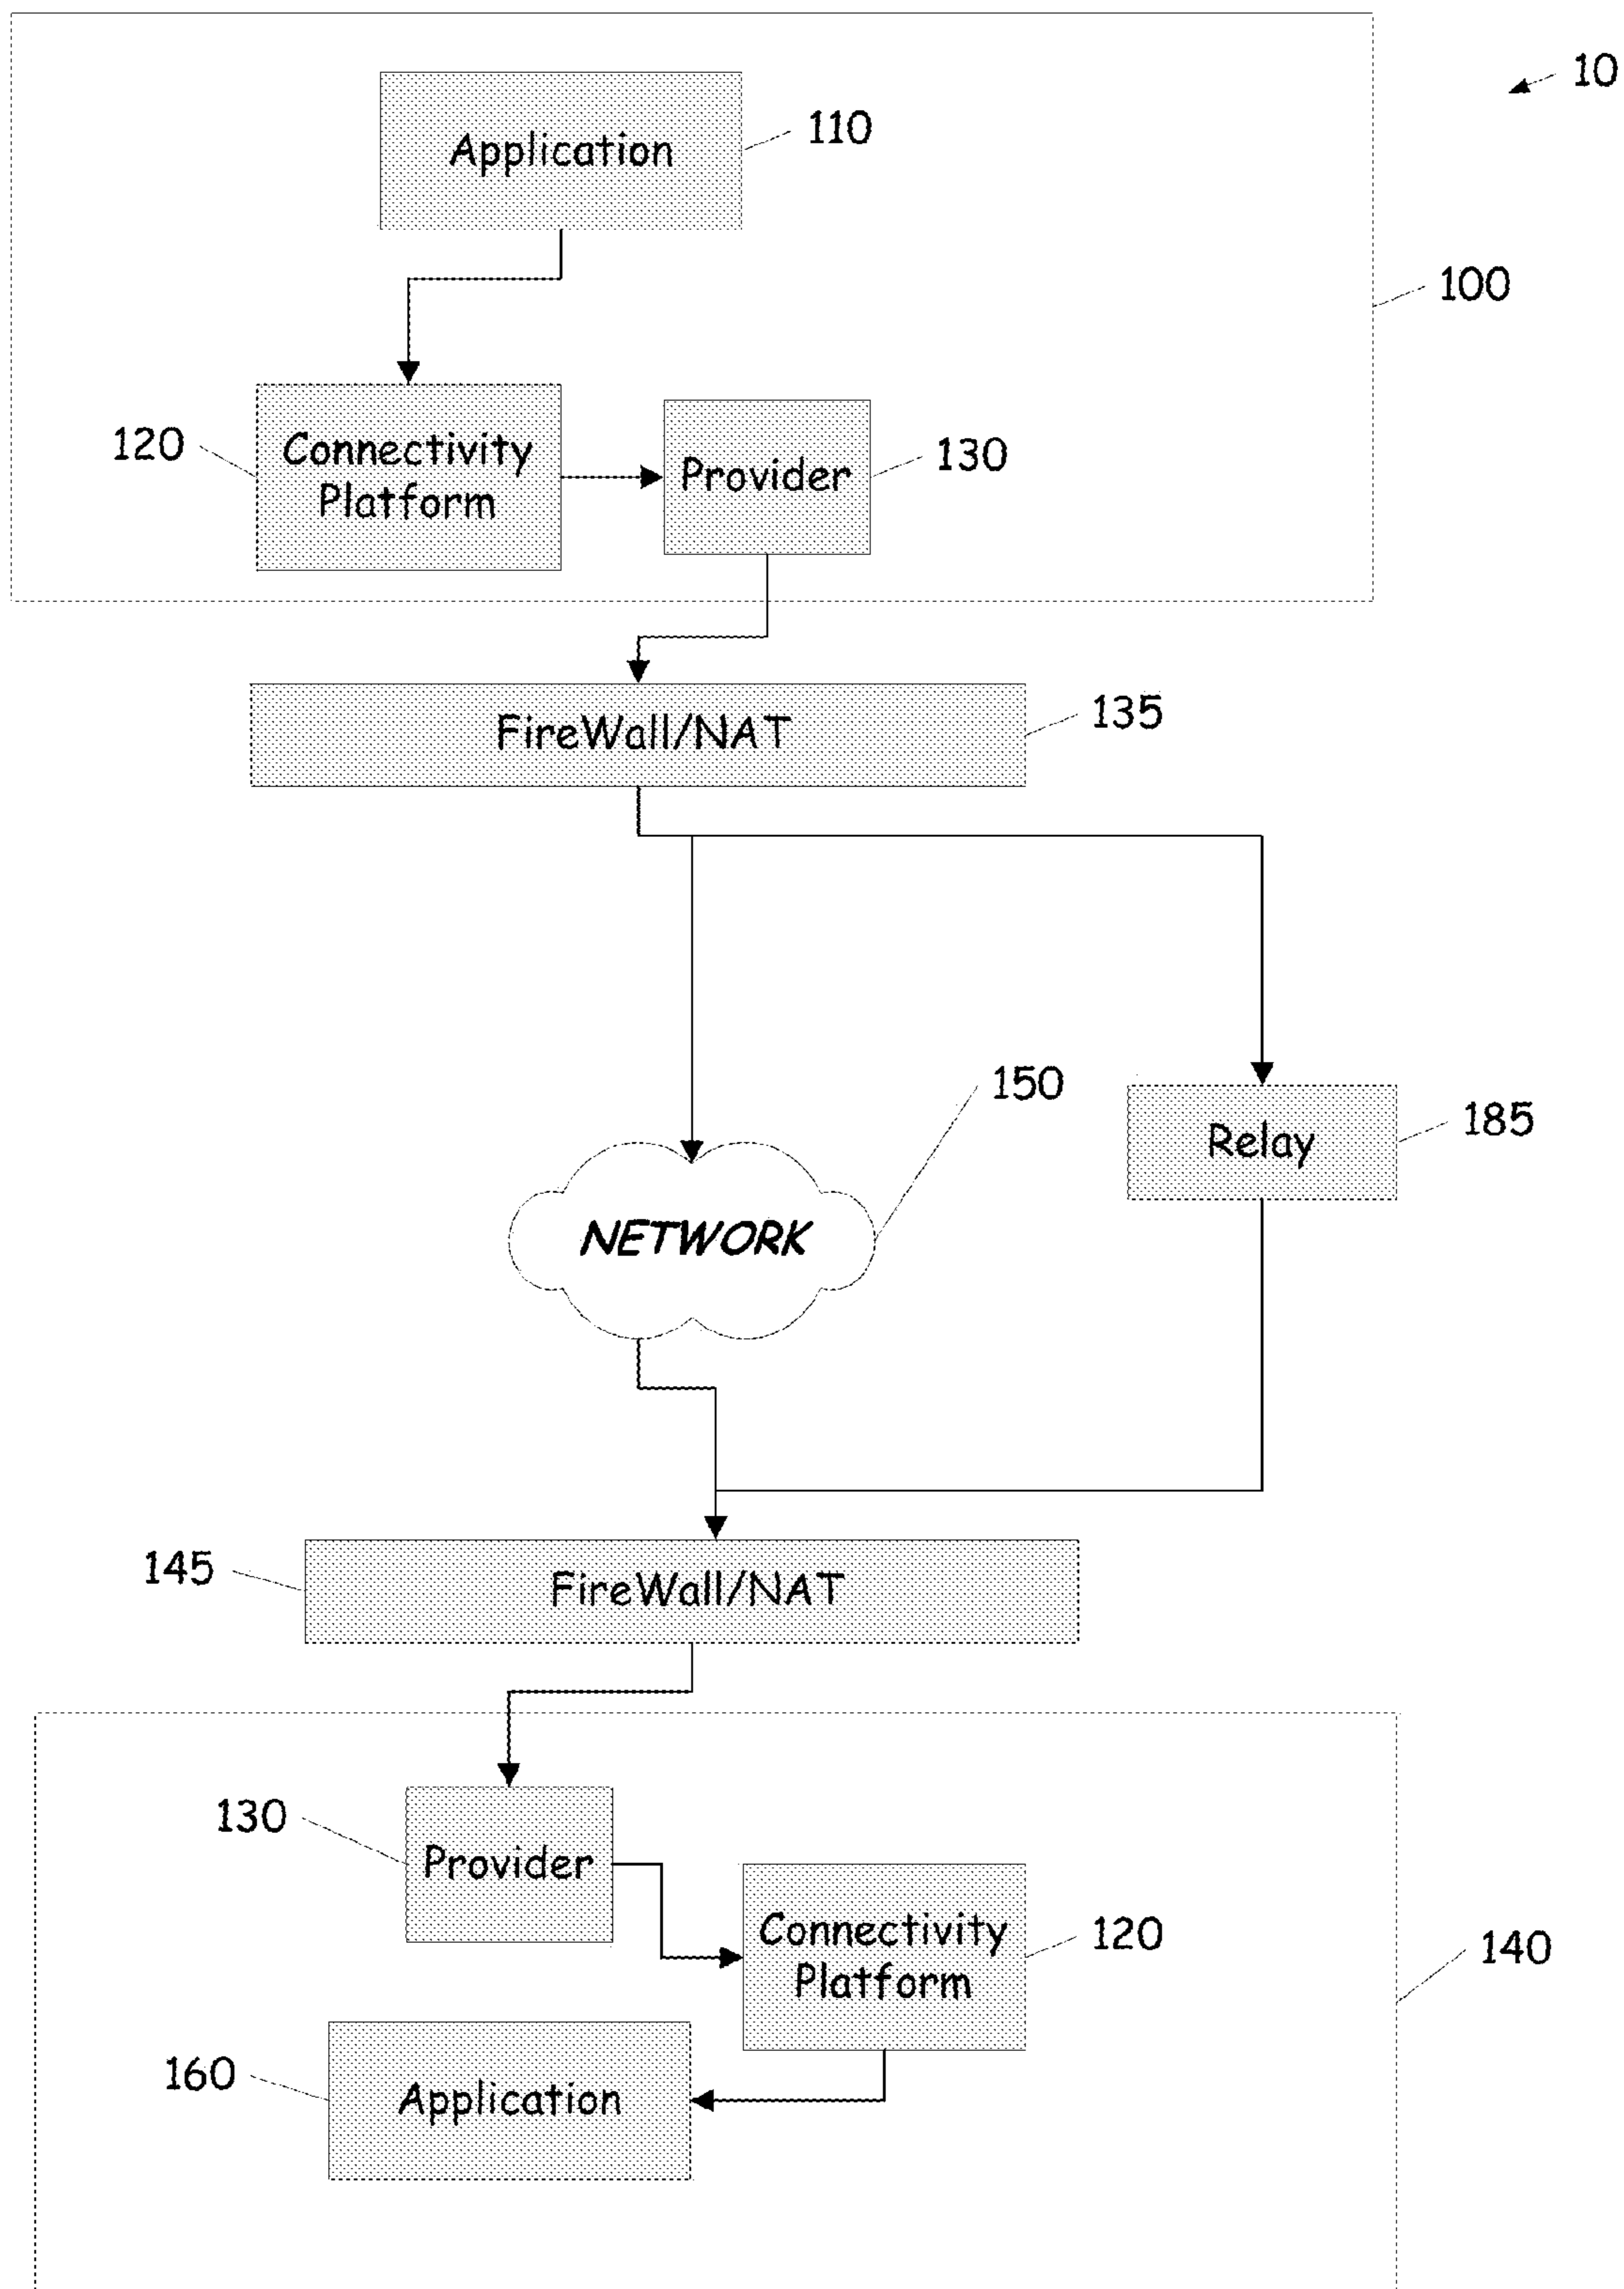 10
Application
110
100
120
Connectivity
Platform
Provider
130
FireWall/NAT
135
150
NETWORK
Relay
185
145
FireWall/NAT
130
Provider
Connectivity
Platform
120
140
160
Application